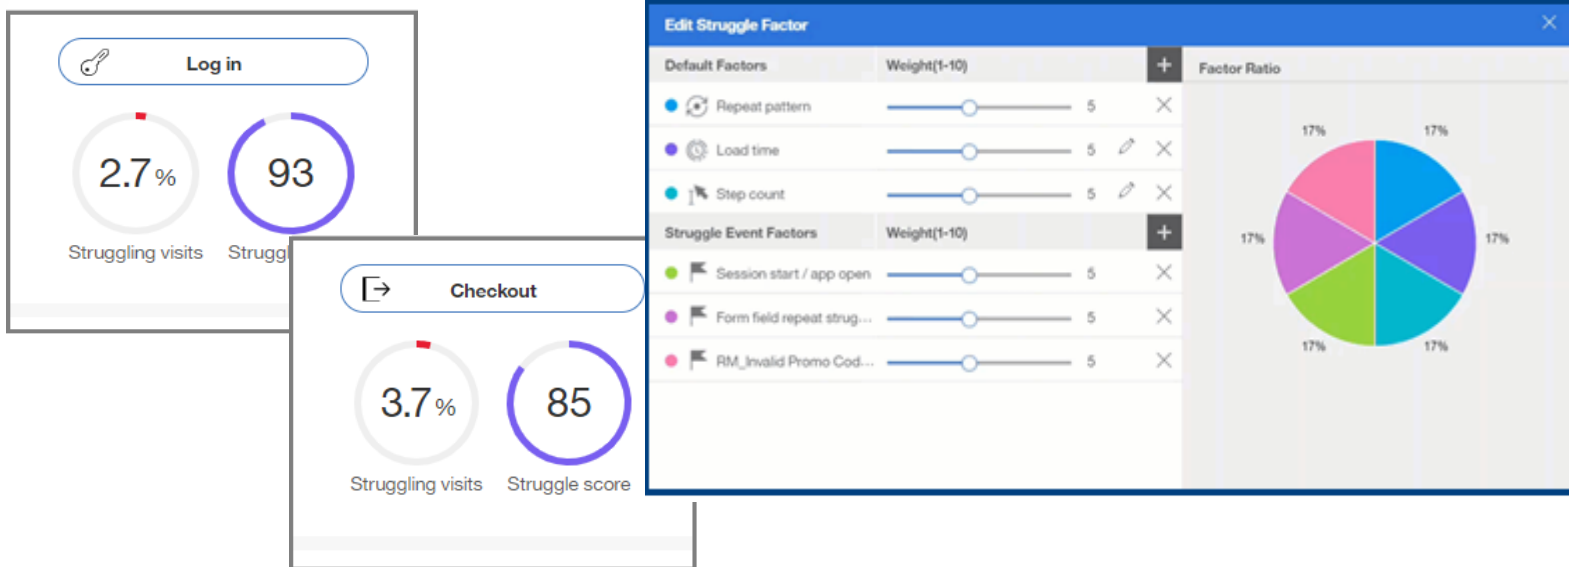 Log in
2.7 %
93
Struggling visits
Struggl
Checkout
3.7 %
85
Struggling visits
Struggle score
Edit Struggle Factor
Default Factors
Weight(1-10)
Factor Ratio
Repeat pattern
5
Load time
5
Step count
5
Struggle Event Factors
Weight(1-10)
Session start / app open
5
Form field repeat strug...
5
RM_Invalid Promo Cod...
5
17%
17%
17%
17%
17%
17%